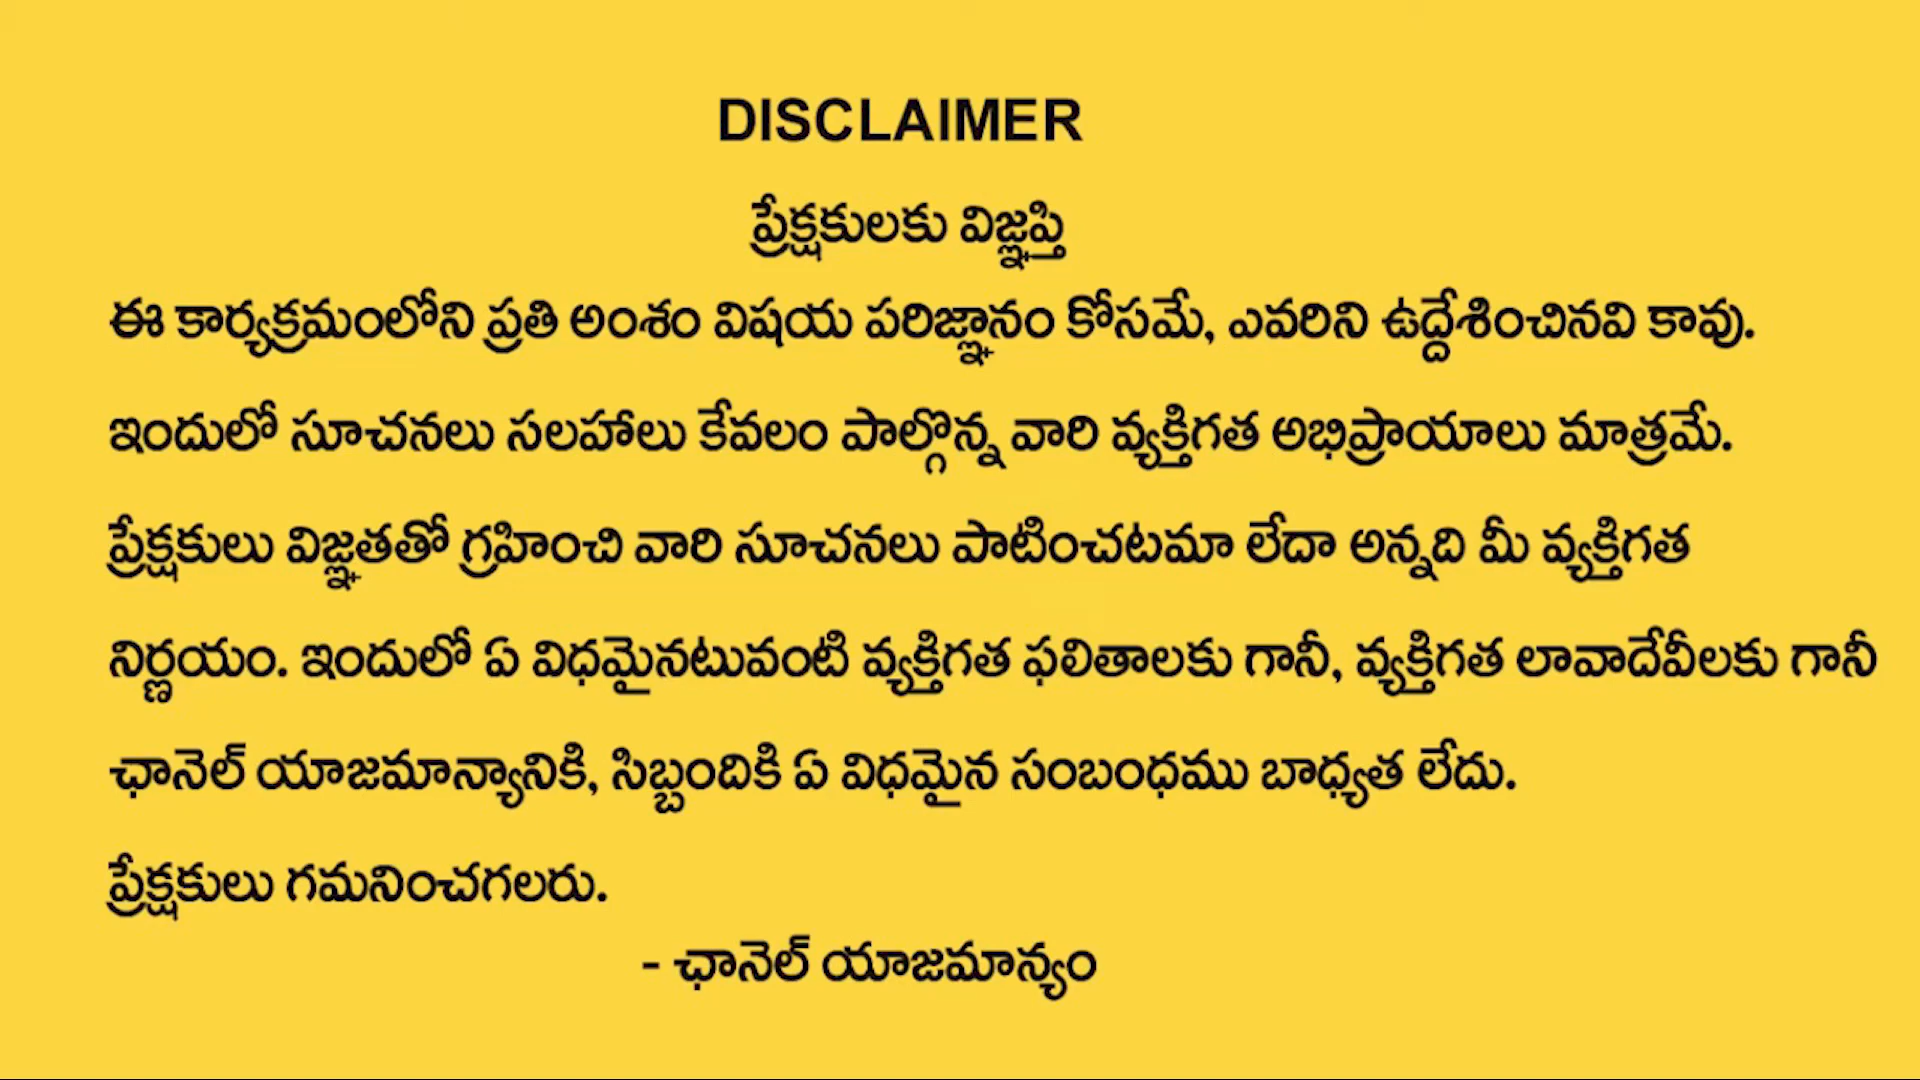 DISCLAIMER
ప్రేక్షకులకు విజ్ఞప్తి
ఈ కార్యక్రమంలోని ప్రతి అంశం విషయ పరిజ్ఞానం కోసమే, ఎవరిని ఉద్దేశించినవి కావు.
ఇందులో సూచనలు సలహాలు కేవలం పాల్గొన్న వారి వ్యక్తిగత అభిప్రాయాలు మాత్రమే.
ప్రేక్షకులు విజ్ఞతతో గ్రహించి వారి సూచనలు పాటించటమా లేదా అన్నది మీ వ్యక్తిగత
నిర్ణయం. ఇందులో ఏ విధమైనటువంటి వ్యక్తిగత ఫలితాలకు గానీ, వ్యక్తిగత లావాదేవీలకు గానీ
ఛానెల్ యాజమాన్యానికి, సిబ్బందికి ఏ విధమైన సంబంధము బాధ్యత లేదు.
ప్రేక్షకులు గమనించగలరు.
- ఛానెల్ యాజమాన్యం